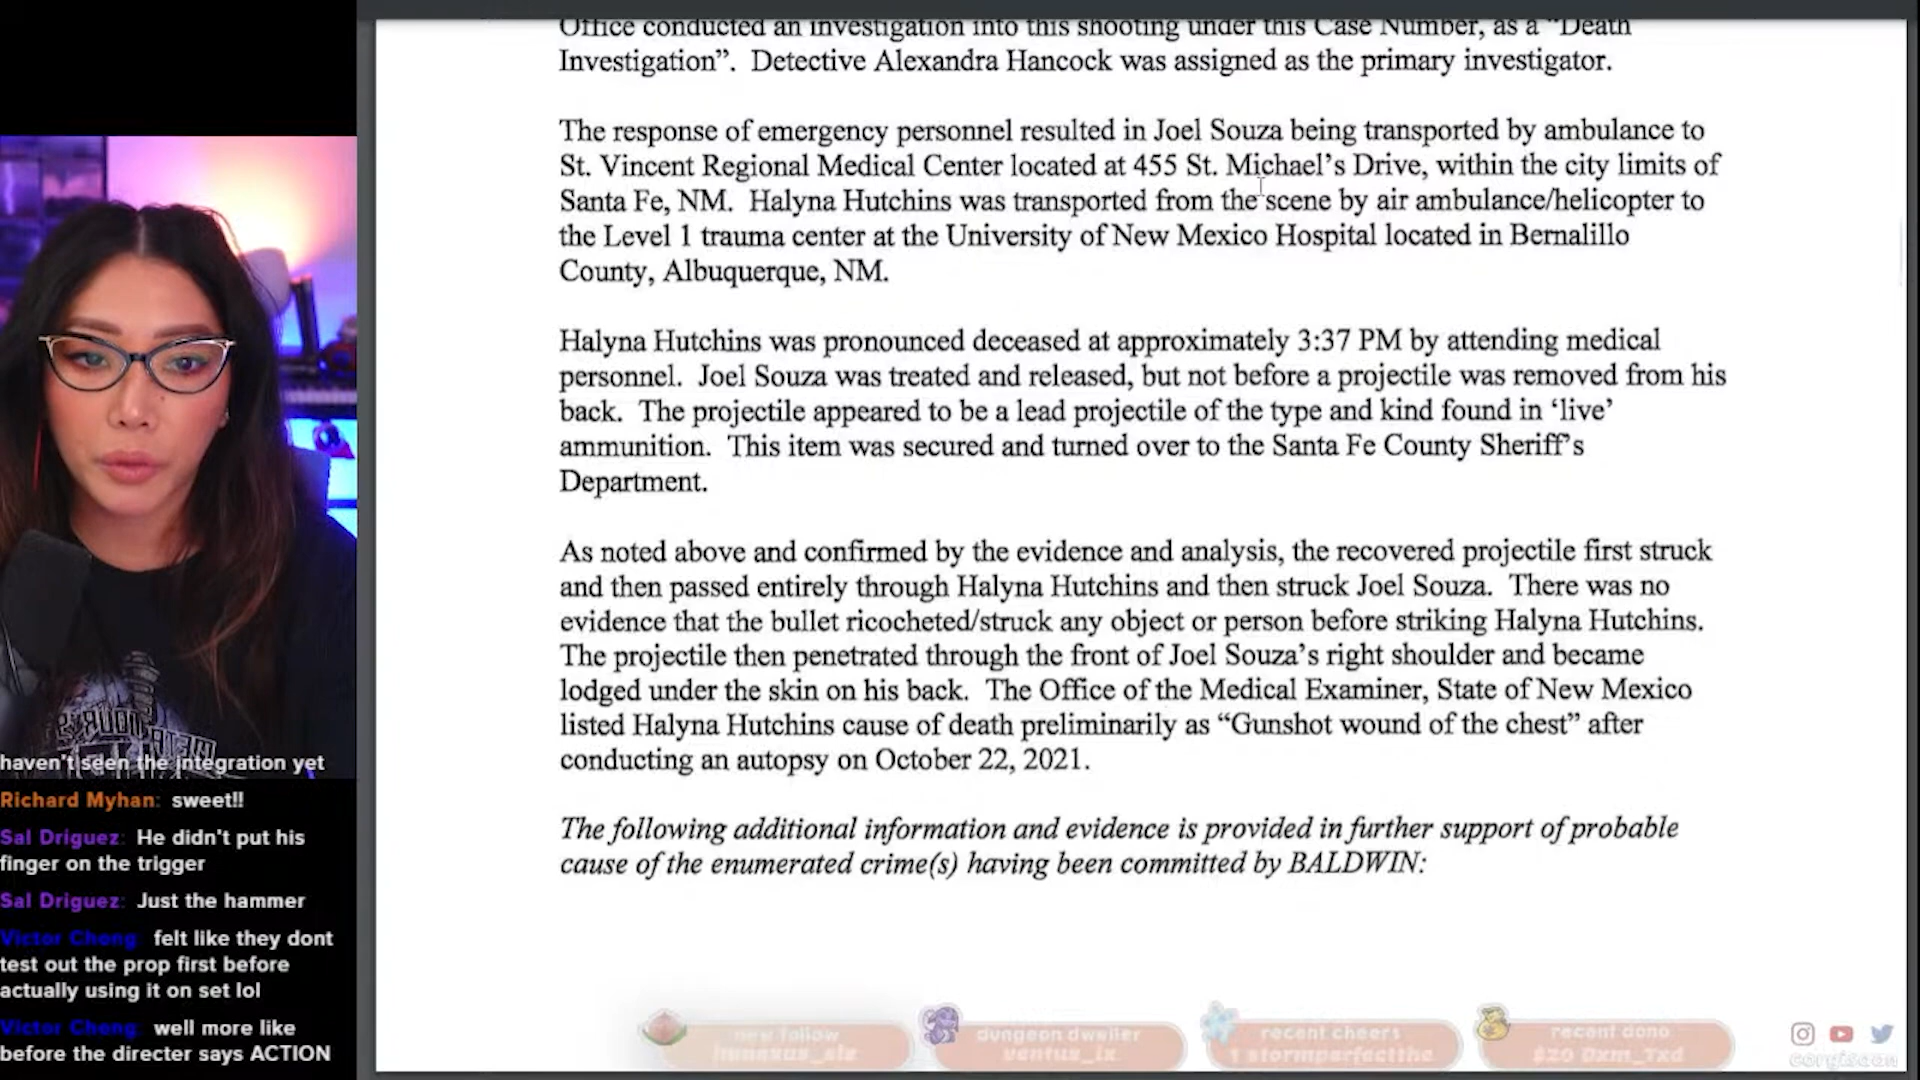 Office conducted an investigation into this shooting under this Case Number, as a "Death
Investigation". Detective Alexandra Hancock was assigned as the primary investigator.
The response of emergency personnel resulted in Joel Souza being transported by ambulance to
St. Vincent Regional Medical Center located at 455 St. Michael's Drive, within the city limits of
Santa Fe, NM. Halyna Hutchins was transported from the scene by air ambulance/helicopter to
the Level 1 trauma center at the University of New Mexico Hospital located in Bernalillo
County, Albuquerque, NM.
Halyna Hutchins was pronounced deceased at approximately 3:37 PM by attending medical
personnel. Joel Souza was treated and released, but not before a projectile was removed from his
back. The projectile appeared to be a lead projectile of the type and kind found in 'live'
ammunition. This item was secured and turned over to the Santa Fe County Sheriff's
Department.
As noted above and confirmed by the evidence and analysis, the recovered projectile first struck
and then passed entirely through Halyna Hutchins and then struck Joel Souza. There was no
evidence that the bullet ricocheted/struck any object or person before striking Halyna Hutchins.
The projectile then penetrated through the front of Joel Souza's right shoulder and became
lodged under the skin on his back. The Office of the Medical Examiner, State of New Mexico
listed Halyna Hutchins cause of death preliminarily as "Gunshot wound of the chest" after
conducting an autopsy on October 22, 2021.
The following additional information and evidence is provided in further support of probable
cause of the enumerated crime(s) having been committed by BALDWIN:
haven't seen the integration yet
Richard Myhan: sweet!!
Sal Driguez: He didn't put his
finger on the trigger
Sal Driguez: Just the hammer
Victor Cheng: felt like they dont
test out the prop first before
actually using it on set lol
Victor Cheng: well more like
before the directer says ACTION
new follow
dungeon dweller
ventus_ix
recent cheers
recent dono
$20 Dxm_Txd